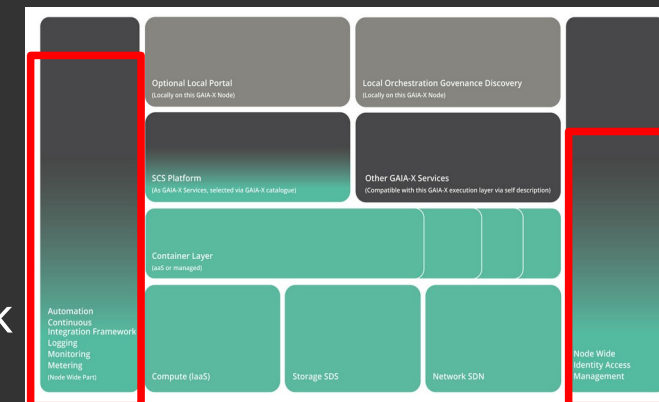 Optional Local Portal
(Locally on this GAIA-X Node)
Local Orchestration Govenance Discovery
(Locally on this GAIA-X Node)
SCS Platform
(As GAIA-X Services, selected via GAIA-X catalogue)
Other GAIA-X Services
(Compatible with this GAIA-X execution layer via self description)
Container Layer
(aaS or managed)
k
Automation
Continuous
Integration Framework
Logging
Monitoring
Metering
(Node Wide Part)
Compute (IaaS)
Storage SDS
Network SDN
Node Wide
Identity Access
Management